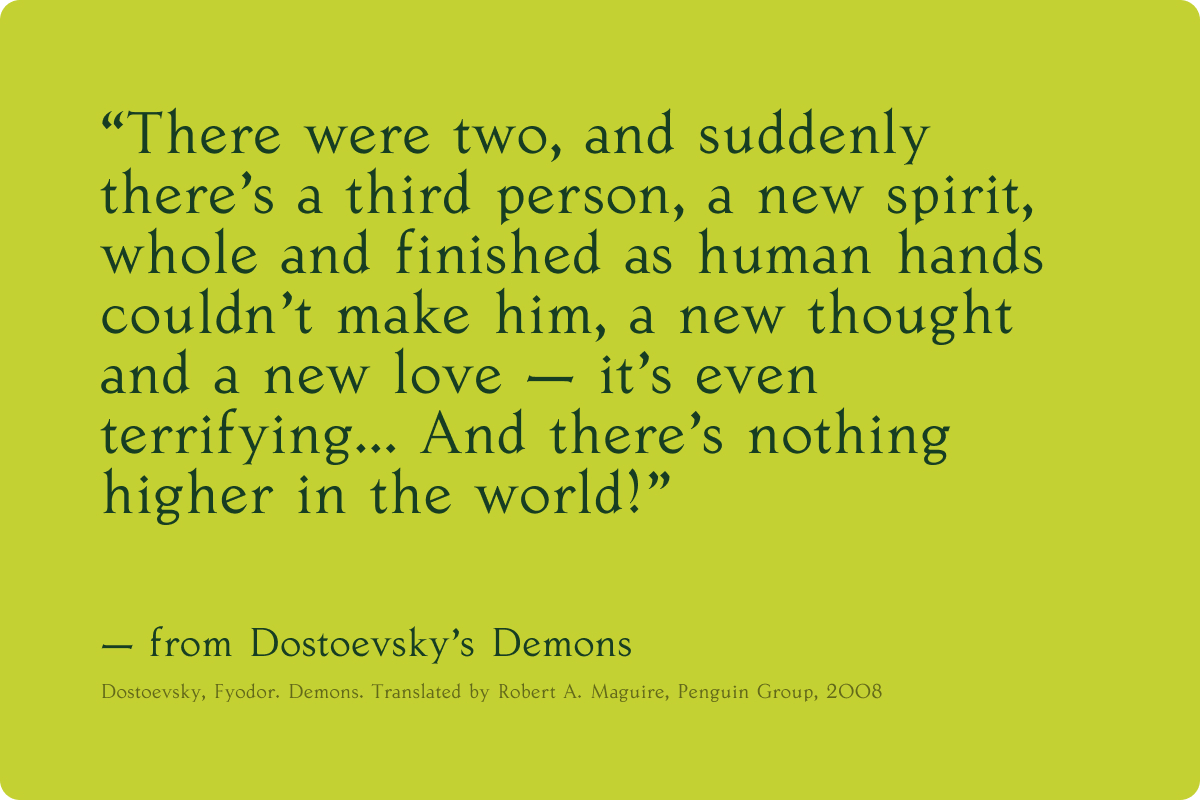 “There were two, and suddenly
there’s a third person, a new spirit,
whole and finished as human hands
couldn’t make him, a new thought
and a new love — it’s even
terrifying... And there’s nothing
higher in the world!”
— from Dostoevsky’s Demons
Dostoevsky, Fyodor. Demons. Translated by Robert A. Maguire, Penguin Group, 2008